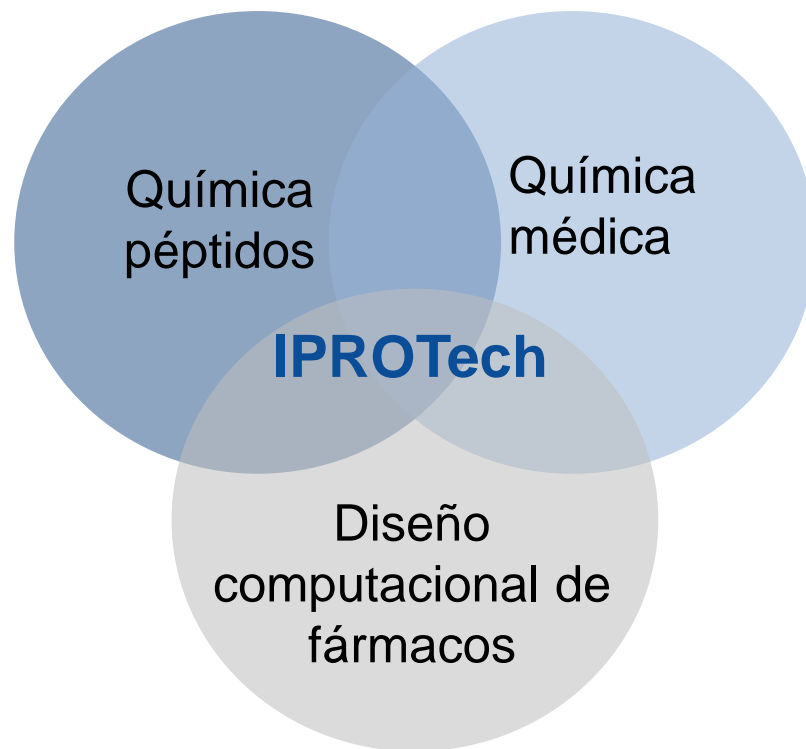 Química
péptidos
Química
médica
IPROTech
Diseño
computacional de
fármacos